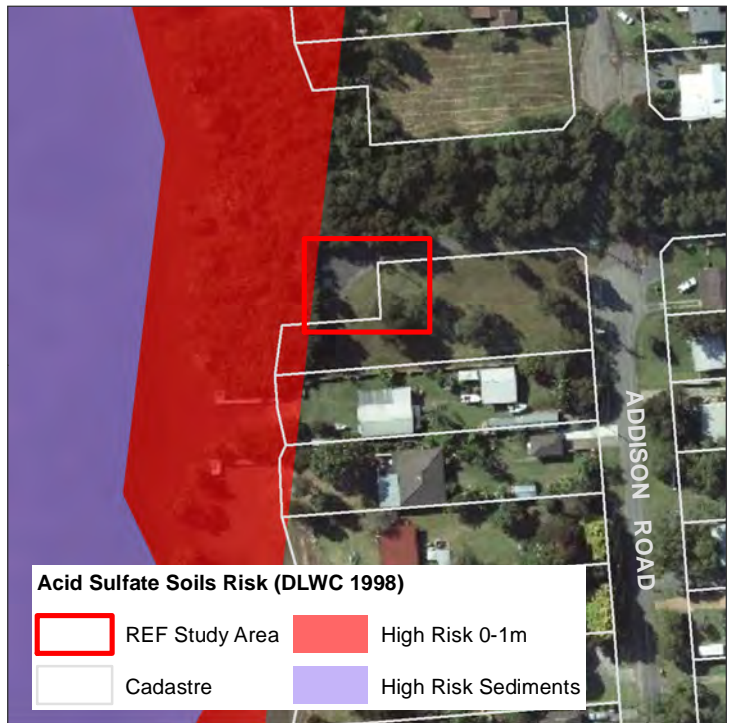 ADDISON ROAD
Acid Sulfate Soils Risk (DLWC 1998)
REF Study Area
High Risk 0-1m
Cadastre
High Risk Sediments